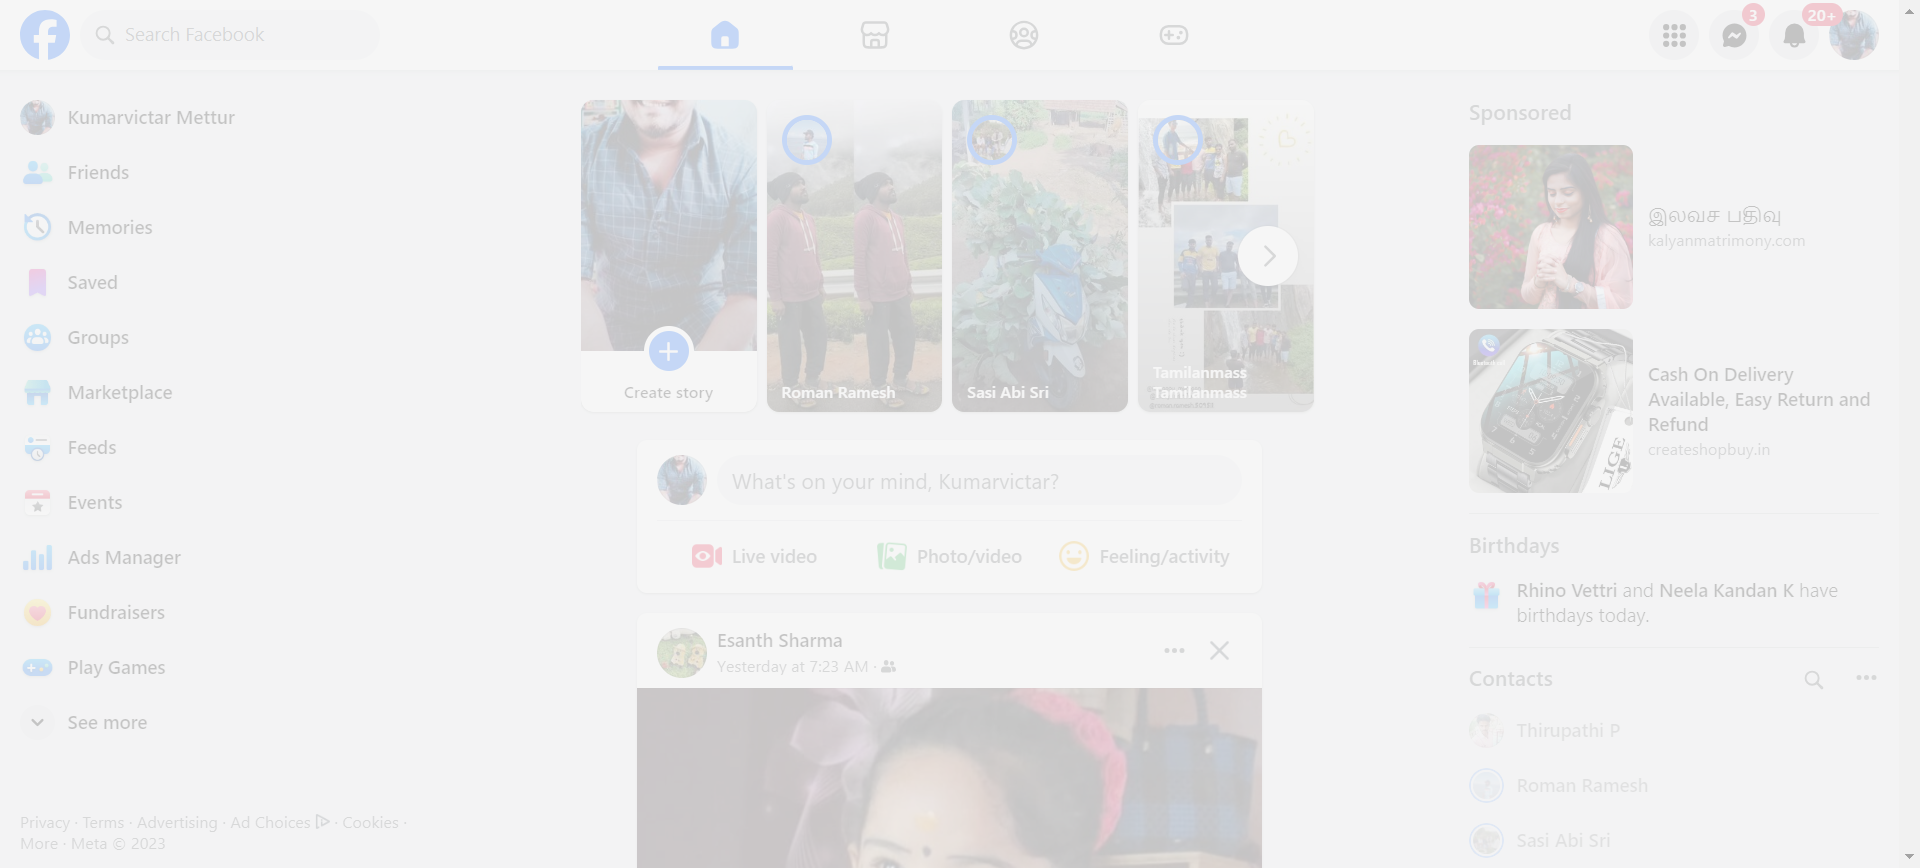 Search Facebook
3
20+
Kumarvictar Mettur
Friends
Memories
Saved
Groups
Marketplace
Feeds
Events
Ads Manager
Fundraisers
Play Games
See more
Privacy · Terms · Advertising · Ad Choices · Cookies ·
More · Meta © 2023
Create story
Roman Ramesh
Sasi Abi Sri
Tamilanmass
Tamilanmass
What's on your mind, Kumarvictar?
Live video
Photo/video
Feeling/activity
Esanth Sharma
Yesterday at 7:23 AM ·
Sponsored
இலவச பதிவு
kalyanmatrimony.com
LIGE
Cash On Delivery
Available, Easy Return and
Refund
createshopbuy.in
Birthdays
Rhino Vettri and Neela Kandan K have
birthdays today.
Contacts
Thirupathi P
Roman Ramesh
Sasi Abi Sri